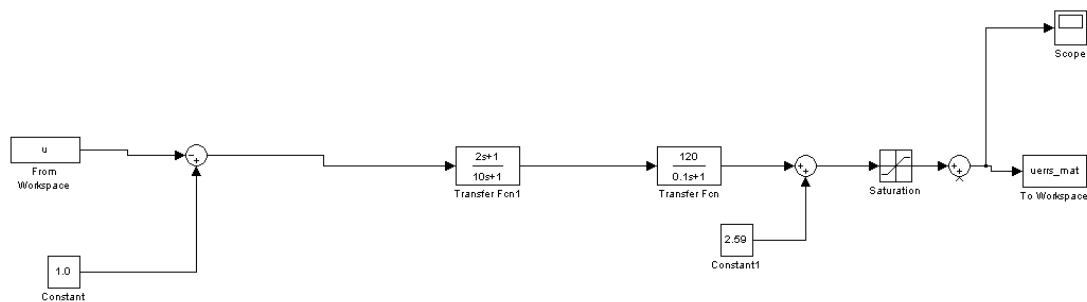 Scope
u
From
Workspace
-
+
2s+1
10s+1
Transfer Fcn1
120
0.1s+1
Transfer Fcn
+
+
Saturation
+
uerrs_mat
To Workspace
2.59
Constant1
1.0
Constant